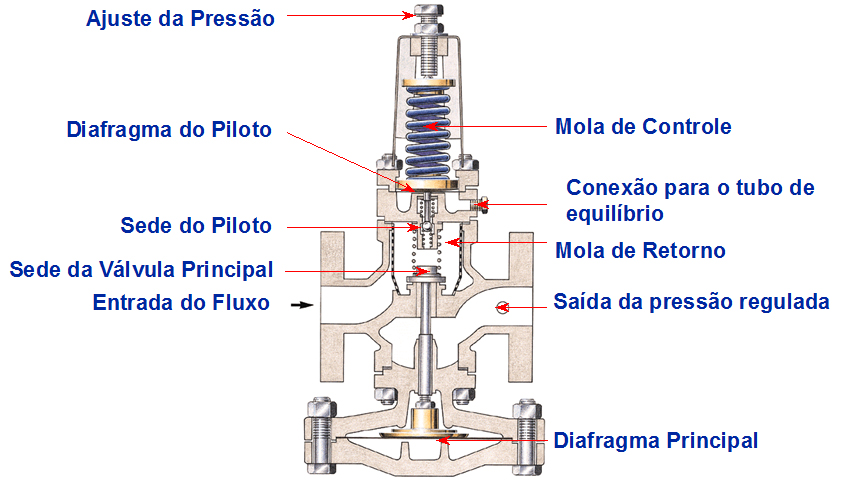 Ajuste da Pressão
Diafragma do Piloto
Mola de Controle
Conexão para o tubo de
equilíbrio
Sede do Piloto
Mola de Retorno
Sede da Válvula Principal
Entrada do Fluxo
Saída da pressão regulada
Diafragma Principal